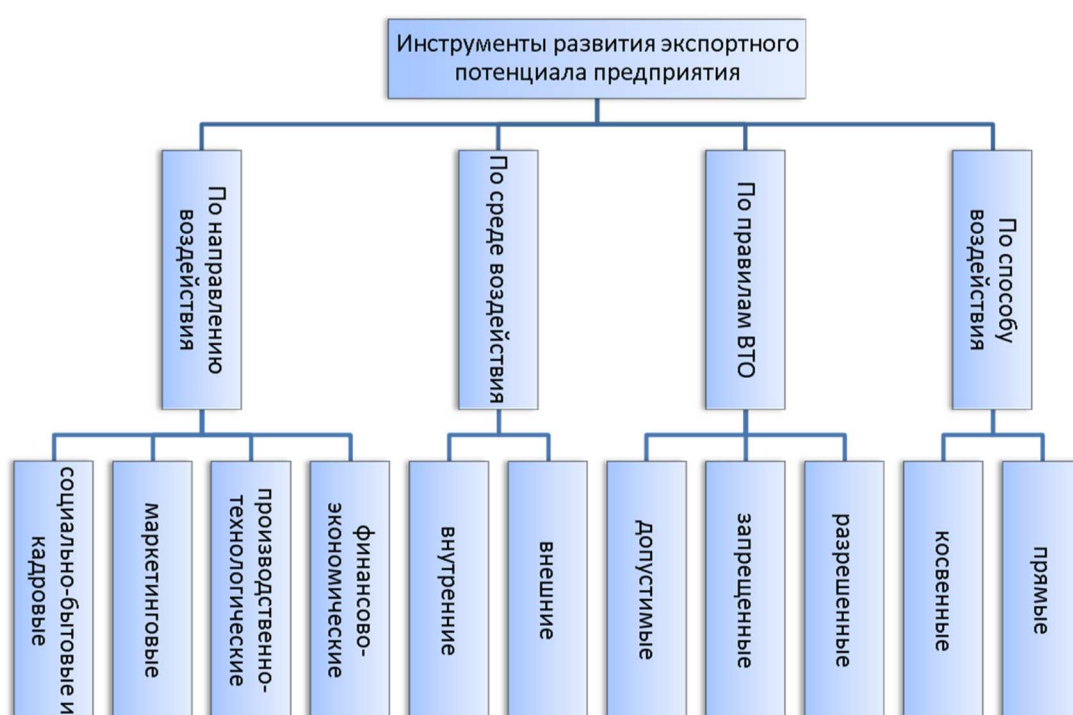 Инструменты развития экспортного
потенциала предприятия
По направлению
воздействия
По среде воздействия
По правилам ВТО
По способу
воздействия
социально-бытовые и
кадровые
маркетинговые
производственно-
технологические
финансово-
экономические
внутренние
внешние
допустимые
запрещенные
разрешенные
косвенные
прямые